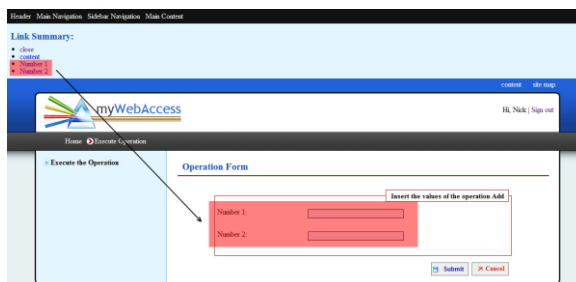 Header Main Navigation Sidebar Navigation Main Content
Link Summary:
close
content
Number 1
Number 2
content site map
myWebAccess
Hi, Nick | Sign out
Home Execute Operation
Execute the Operation
Operation Form
Insert the values of the operation Add
Number 1:
Number 2:
Submit Cancel